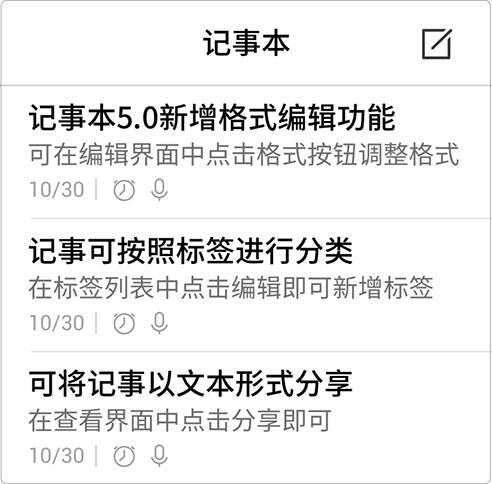 记事本
记事本5.0新增格式编辑功能
可在编辑界面中点击格式按钮调整格式
10/30
记事可按照标签进行分类
在标签列表中点击编辑即可新增标签
10/30
可将记事以文本形式分享
在查看界面中点击分享即可
10/30